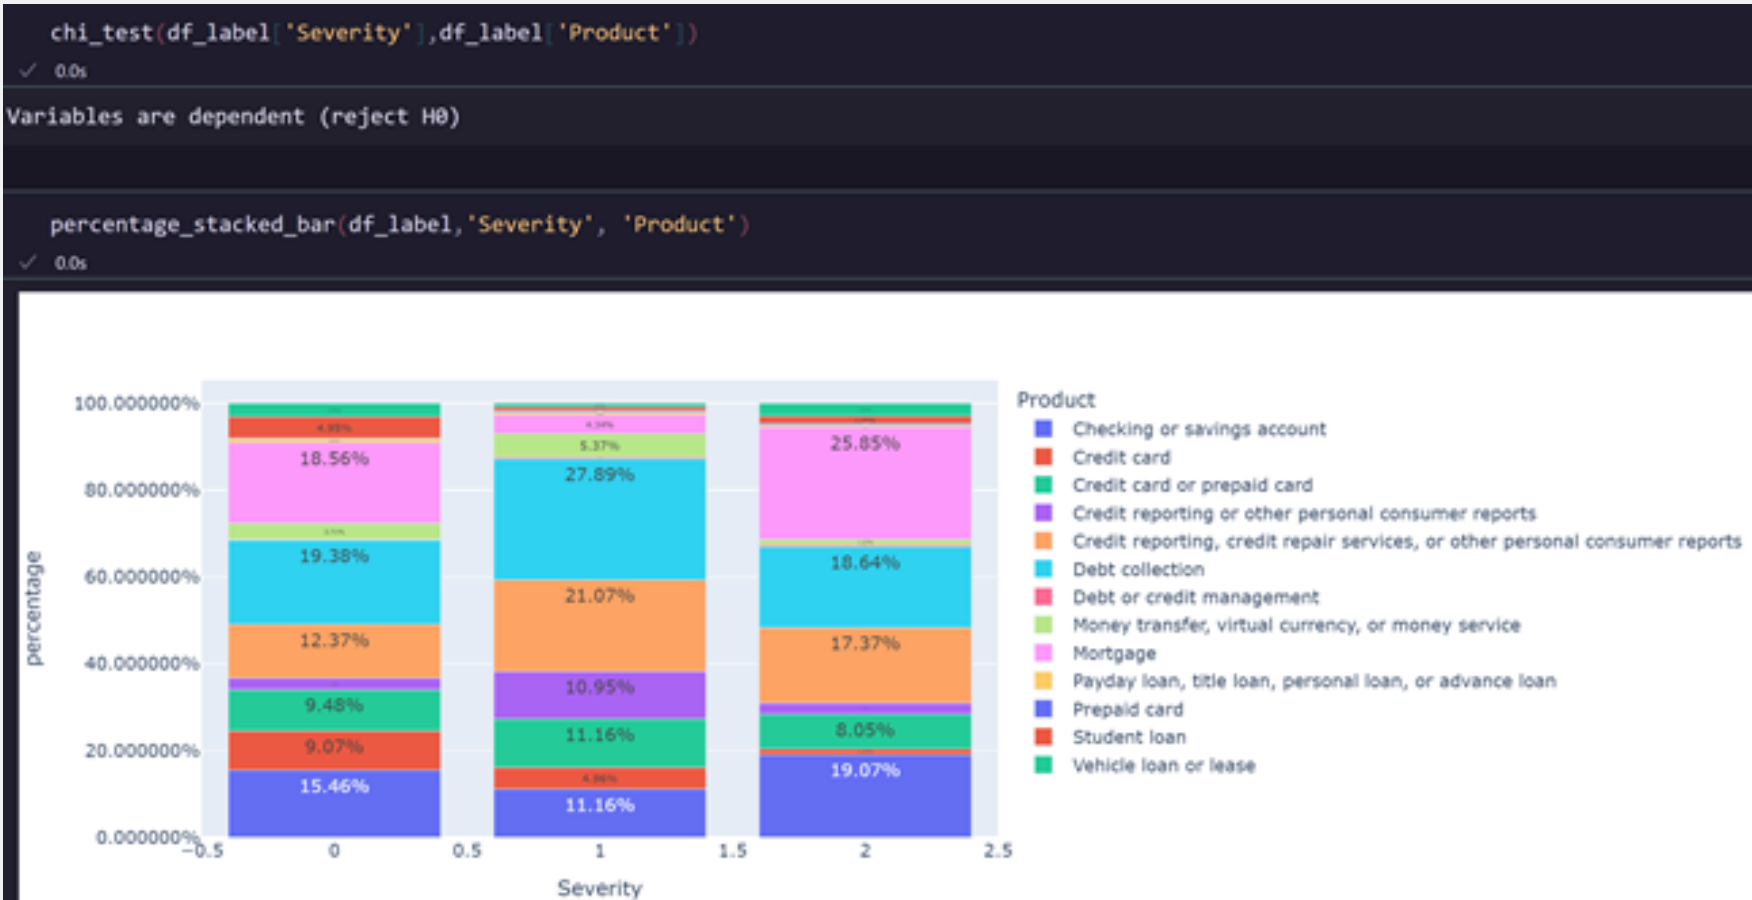 chi_test(df_label['Severity'],df_label['Product'])
✓ 0.0s
Variables are dependent (reject H0)
percentage_stacked_bar(df_label,'Severity', 'Product')
✓ 0.0s
100.000000%
80.000000%
60.000000%
40.000000%
20.000000%
0.000000%
percentage
4.95%
18.56%
19.38%
12.37%
9.48%
9.07%
15.46%
4.34%
5.37%
27.89%
21.07%
10.95%
11.16%
4.96%
11.16%
25.85%
18.64%
17.37%
8.05%
19.07%
−0.5 0 0.5 1 1.5 2 2.5
Severity
Product
Checking or savings account
Credit card
Credit card or prepaid card
Credit reporting or other personal consumer reports
Credit reporting, credit repair services, or other personal consumer reports
Debt collection
Debt or credit management
Money transfer, virtual currency, or money service
Mortgage
Payday loan, title loan, personal loan, or advance loan
Prepaid card
Student loan
Vehicle loan or lease